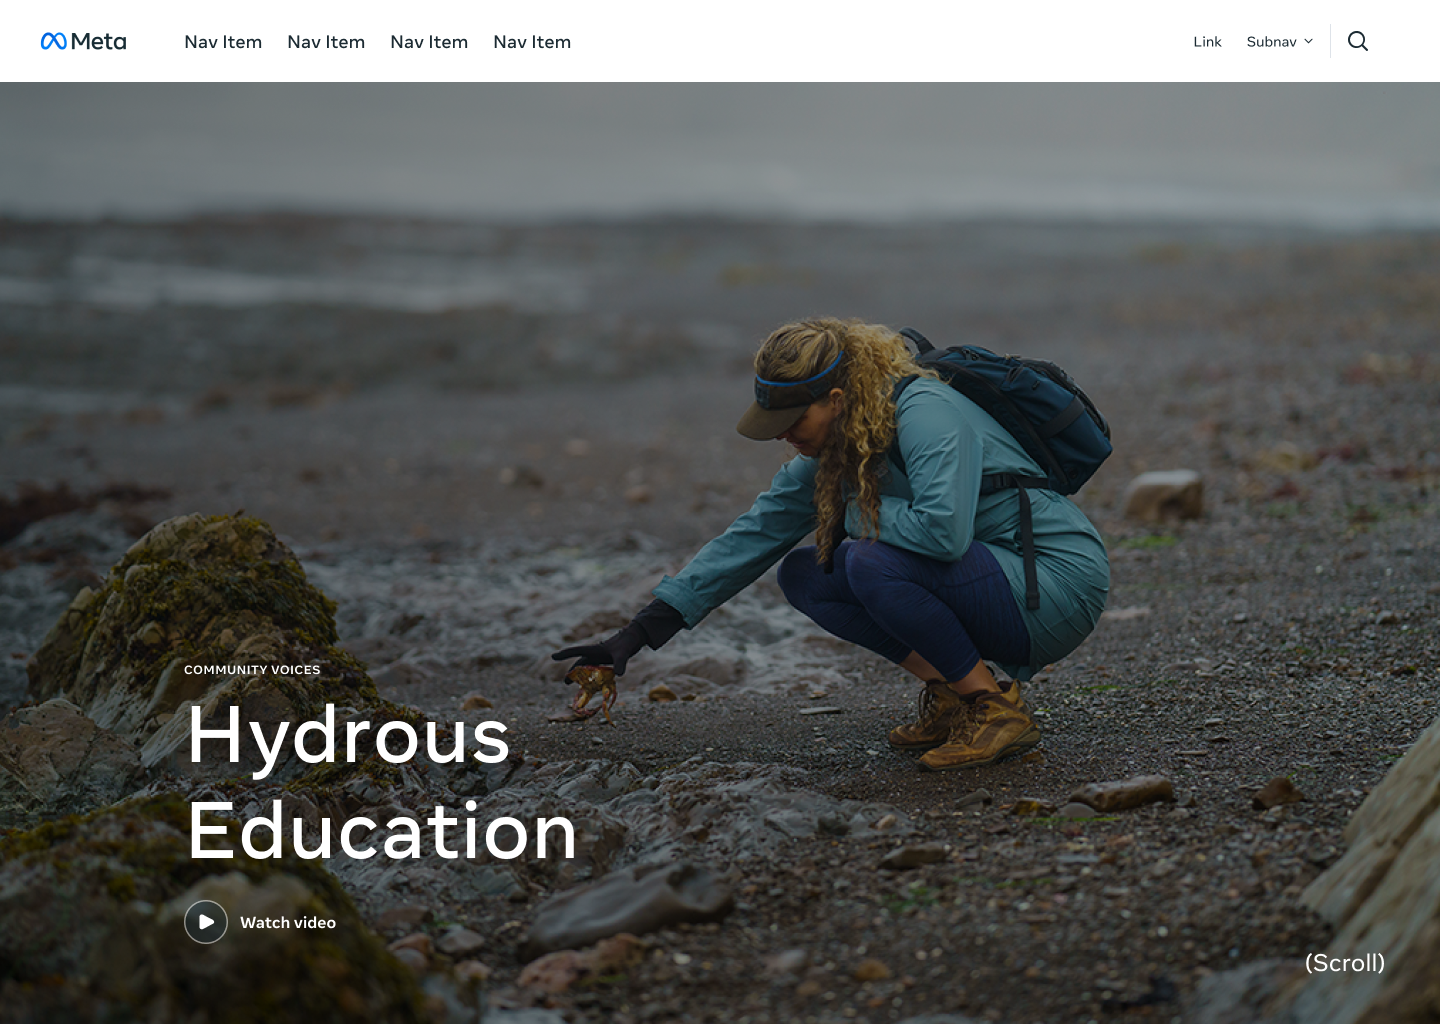 Meta
Nav Item Nav Item Nav Item Nav Item
Link Subnav
COMMUNITY VOICES
Hydrous
Education
Watch video
(Scroll)